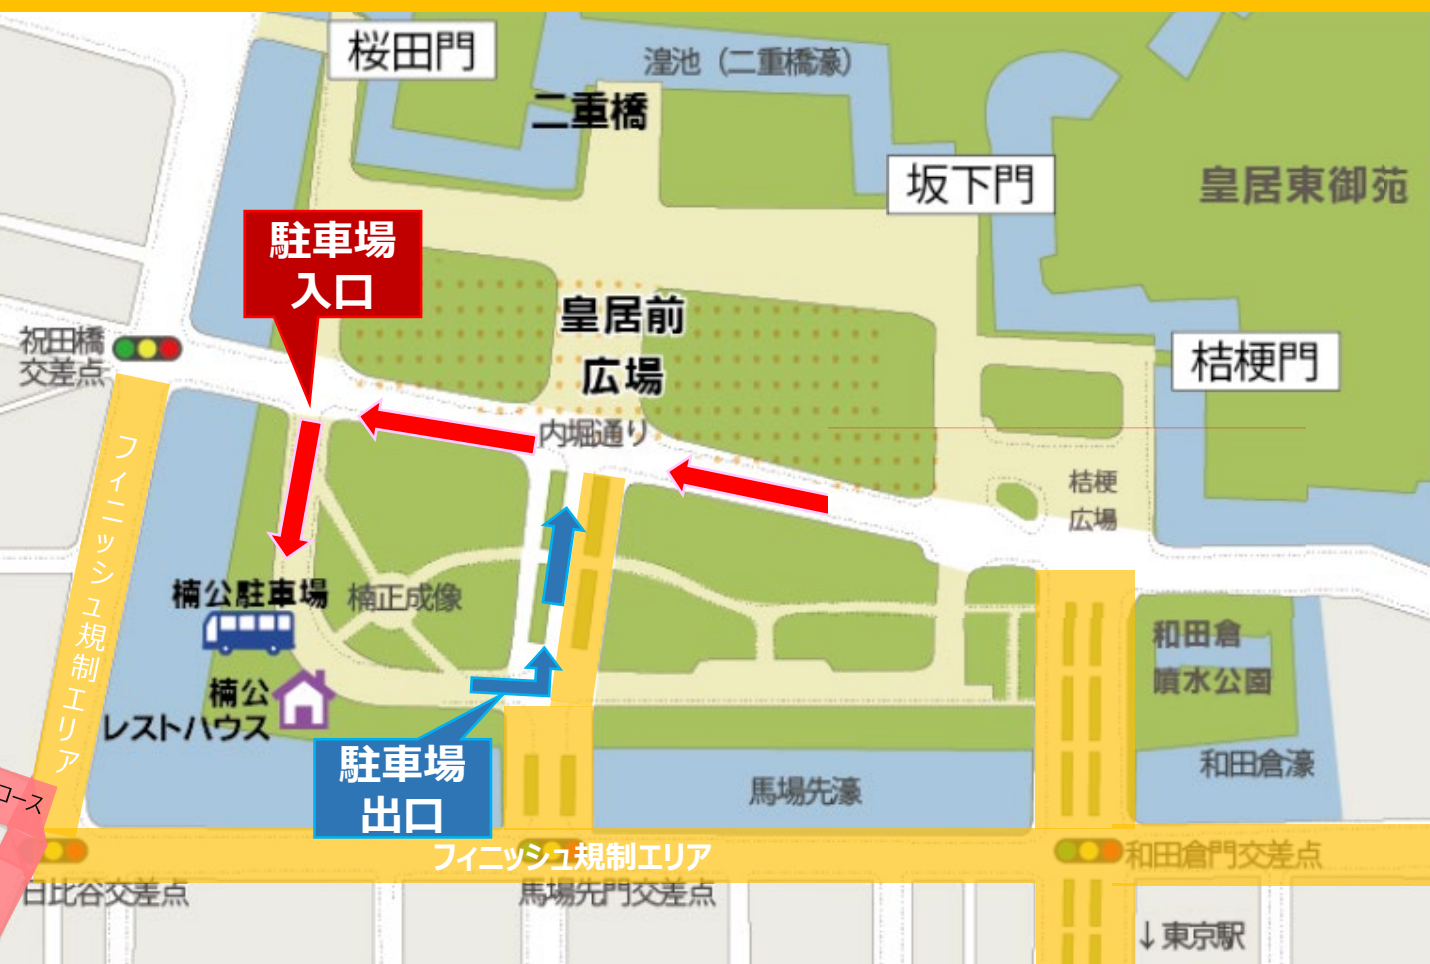 桜田門
湟池（二重橋濠）
二重橋
坂下門
皇居東御苑
駐車場
入口
皇居前
広場
祝田橋
交差点
桔梗門
内堀通り
桔梗
広場
フィニッシュ規制エリア
楠公駐車場
楠正成像
和田倉
噴水公園
楠公
レストハウス
駐車場
出口
馬場先濠
和田倉濠
コース
フィニッシュ規制エリア
和田倉門交差点
日比谷交差点
馬場先門交差点
↓東京駅